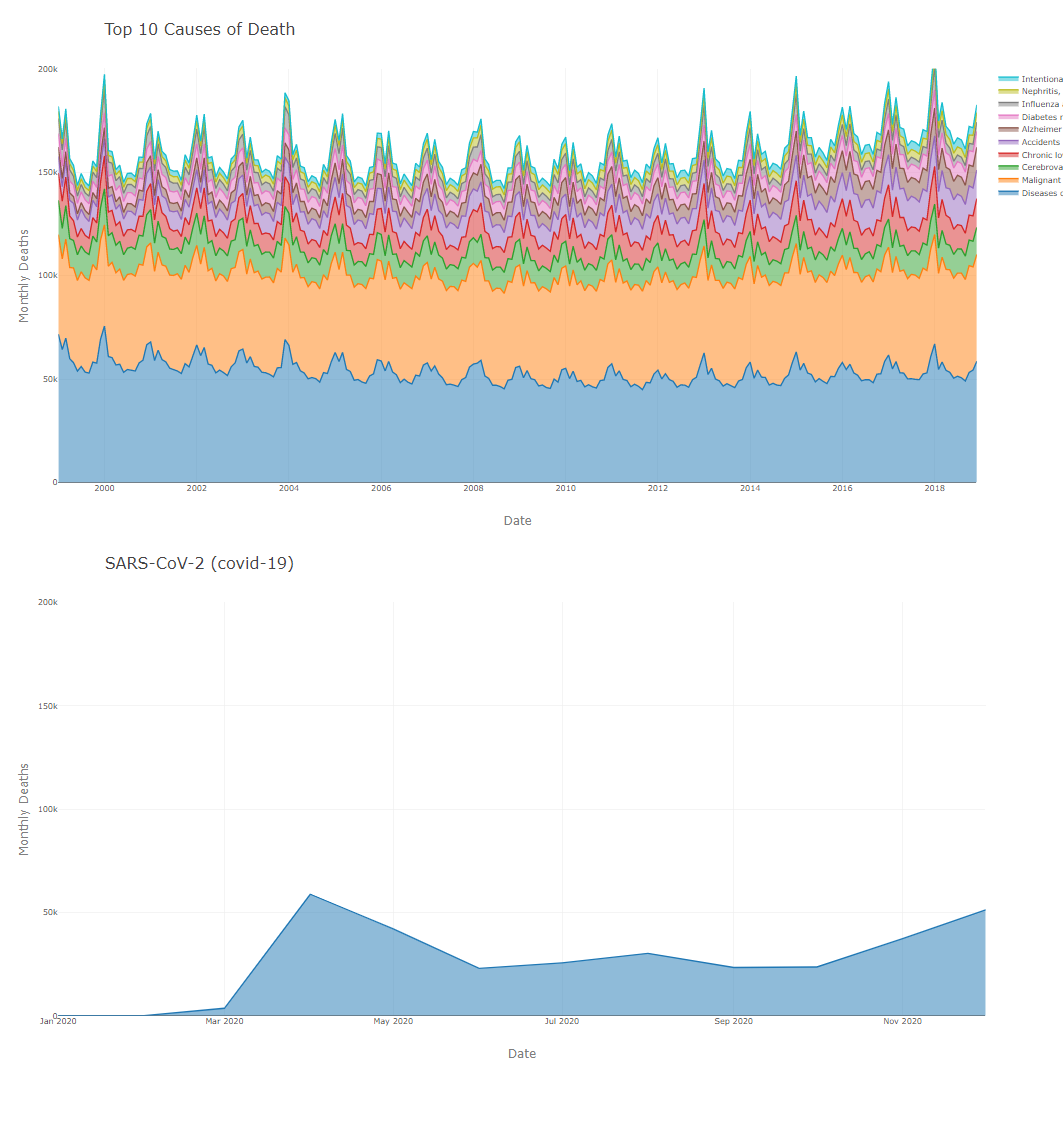 Top 10 Causes of Death
200k
150k
100k
50k
0
Monthly Deaths
2000 2002 2004 2006 2008 2010 2012 2014 2016 2018
Date
Intentiona
Nephritis,
Influenza
Diabetes
Alzheimer
Accidents
Chronic
Cerebrova
Malignant
Diseases
SARS-CoV-2 (covid-19)
200k
150k
100k
50k
0
Monthly Deaths
Jan 2020 Mar 2020 May 2020 Jul 2020 Sep 2020 Nov 2020
Date